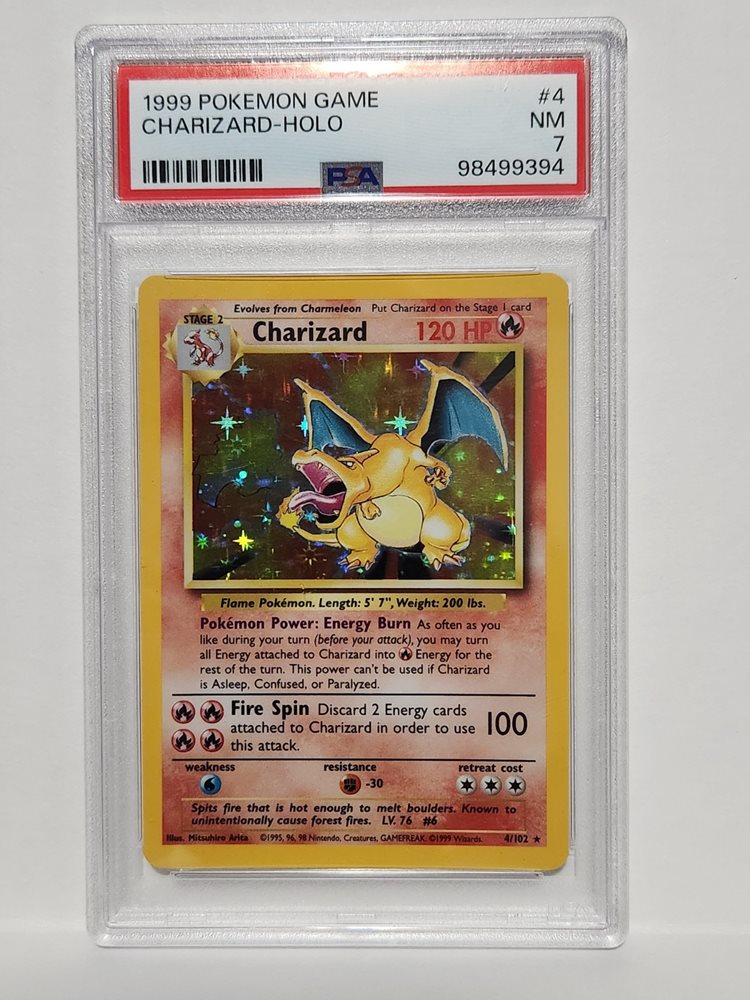 1999 POKEMON GAME #4
CHARIZARD-HOLO NM
7
PSA 98499394
Evolves from Charmeleon Put Charizard on the Stage 1 card
STAGE 2
Charizard 120 HP
Flame Pokémon. Length: 5' 7", Weight: 200 lbs.
Pokémon Power: Energy Burn As often as you
like during your turn (before your attack), you may turn
all Energy attached to Charizard into Energy for the
rest of the turn. This power can't be used if Charizard
is Asleep, Confused, or Paralyzed.
Fire Spin Discard 2 Energy cards
attached to Charizard in order to use 100
this attack.
weakness resistance retreat cost
-30
Spits fire that is hot enough to melt boulders. Known to
unintentionally cause forest fires. LV. 76 #6
Illus. Mitsuhiro Arita ©1995, 96, 98 Nintendo, Creatures, GAMEFREAK. ©1999 Wizards. 4/102 ★